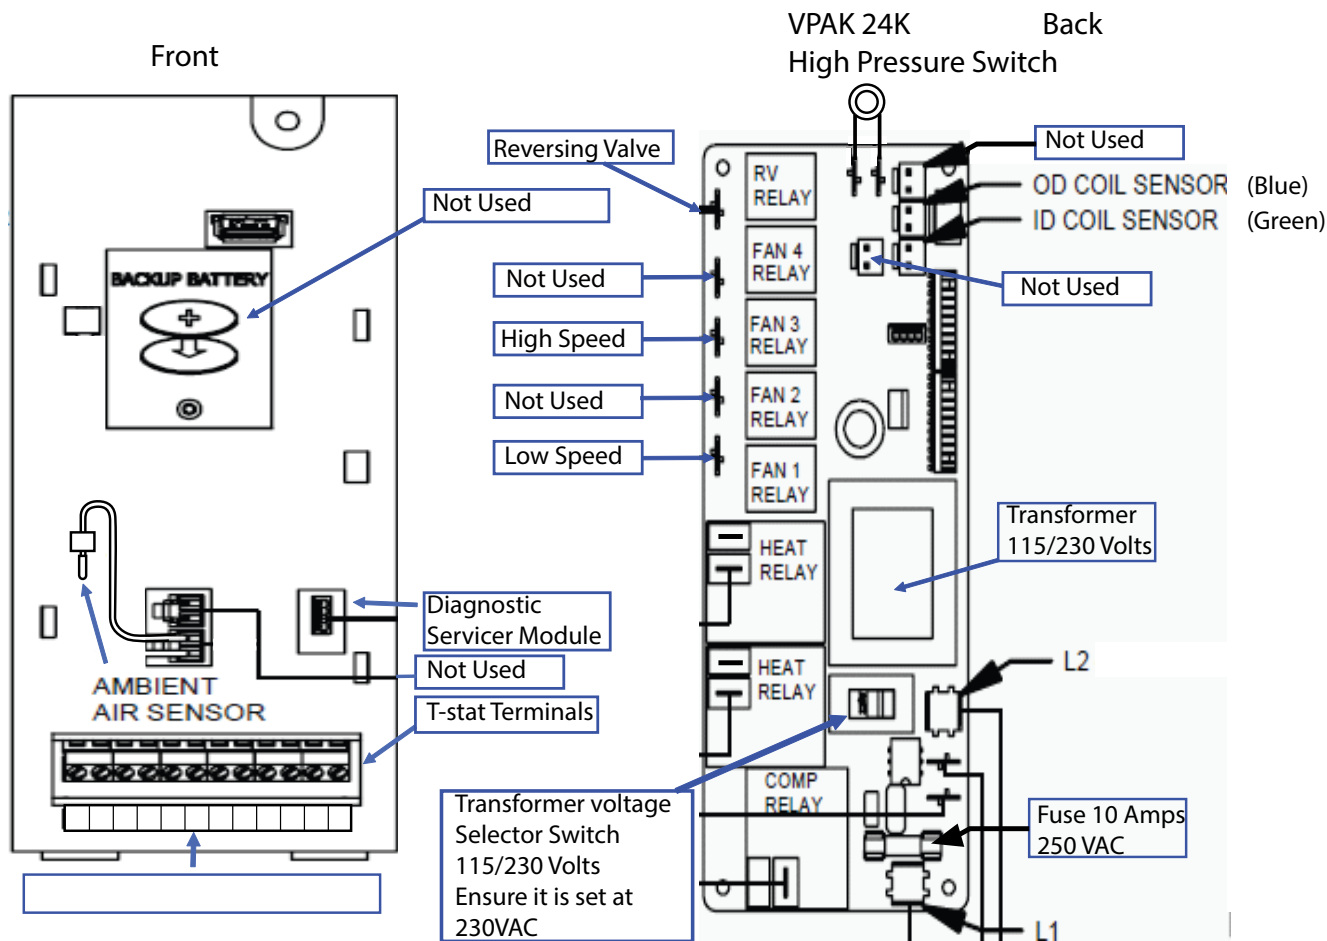 VPAK 24K
Back
Front
High Pressure Switch
Not Used
Reversing Valve
RV
RELAY
OD COIL SENSOR (Blue)
Not Used
ID COIL SENSOR (Green)
FAN 4
RELAY
BACKUP BATTERY
Not Used
Not Used
FAN 3
RELAY
High Speed
FAN 2
RELAY
Not Used
Low Speed
FAN 1
RELAY
Transformer
115/230 Volts
HEAT
RELAY
Diagnostic
Servicer Module
Not Used
HEAT
RELAY
L2
AMBIENT
AIR SENSOR
T-stat Terminals
COMP
RELAY
Transformer voltage
Selector Switch
115/230 Volts
Ensure it is set at
230VAC
Fuse 10 Amps
250 VAC
L1